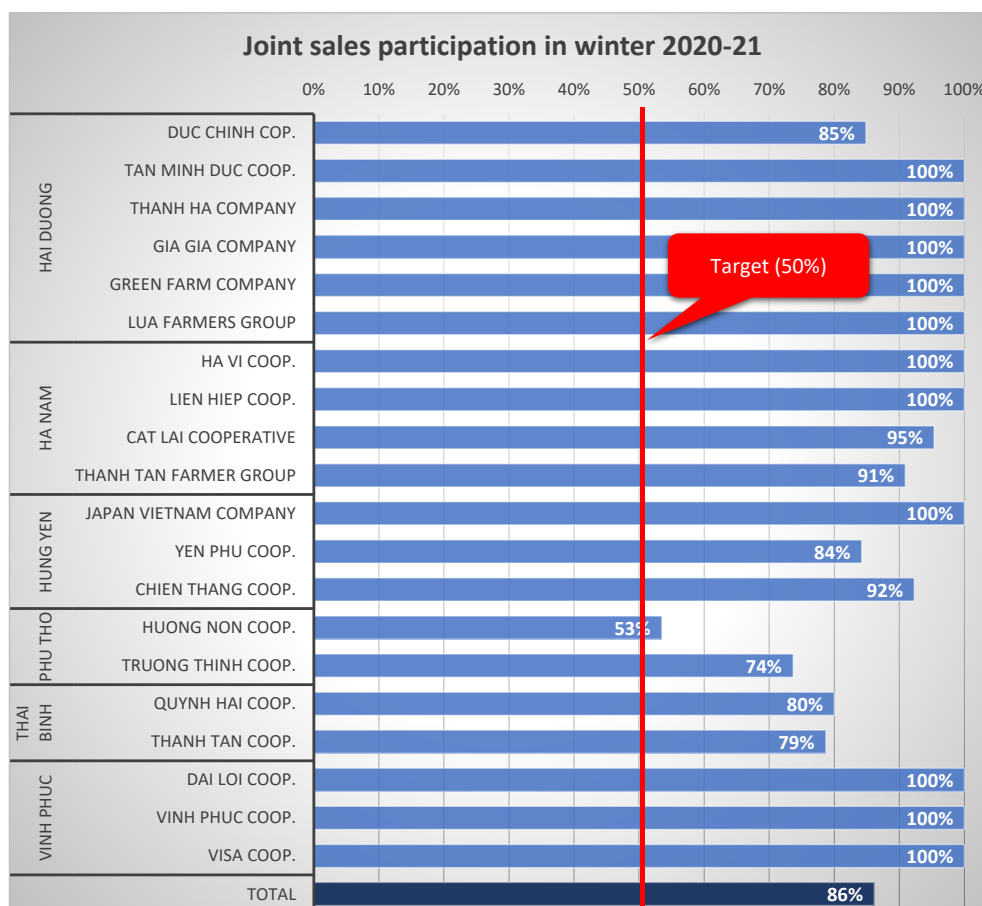 Joint sales participation in winter 2020-21
0% 10% 20% 30% 40% 50% 60% 70% 80% 90% 100%
HAI DUONG
DUC CHINH COP. 85%
TAN MINH DUC COOP. 100%
THANH HA COMPANY 100%
GIA GIA COMPANY 100%
Target (50%)
GREEN FARM COMPANY 100%
LUA FARMERS GROUP 100%
HA NAM
HA VI COOP. 100%
LIEN HIEP COOP. 100%
CAT LAI COOPERATIVE 95%
THANH TAN FARMER GROUP 91%
HUNG YEN
JAPAN VIETNAM COMPANY 100%
YEN PHU COOP. 84%
CHIEN THANG COOP. 92%
PHU THO
HUONG NON COOP. 53%
TRUONG THINH COOP. 74%
THAI
BINH
QUYNH HAI COOP. 80%
THANH TAN COOP. 79%
VINH PHUC
DAI LOI COOP. 100%
VINH PHUC COOP. 100%
VISA COOP. 100%
TOTAL 86%